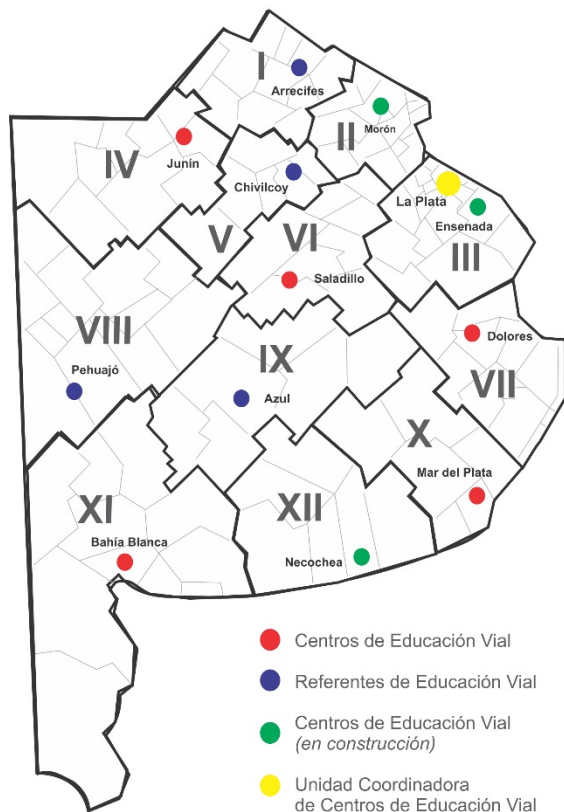 I
Arrecifes
II
Morón
IV
Junín
Chivilcoy
V
VI
Saladillo
La Plata
Ensenada
III
VIII
Pehuajó
IX
Azul
Dolores
VII
X
Mar del Plata
XI
Bahía Blanca
XII
Necochea
Centros de Educación Vial
Referentes de Educación Vial
Centros de Educación Vial
(en construcción)
Unidad Coordinadora
de Centros de Educación Vial